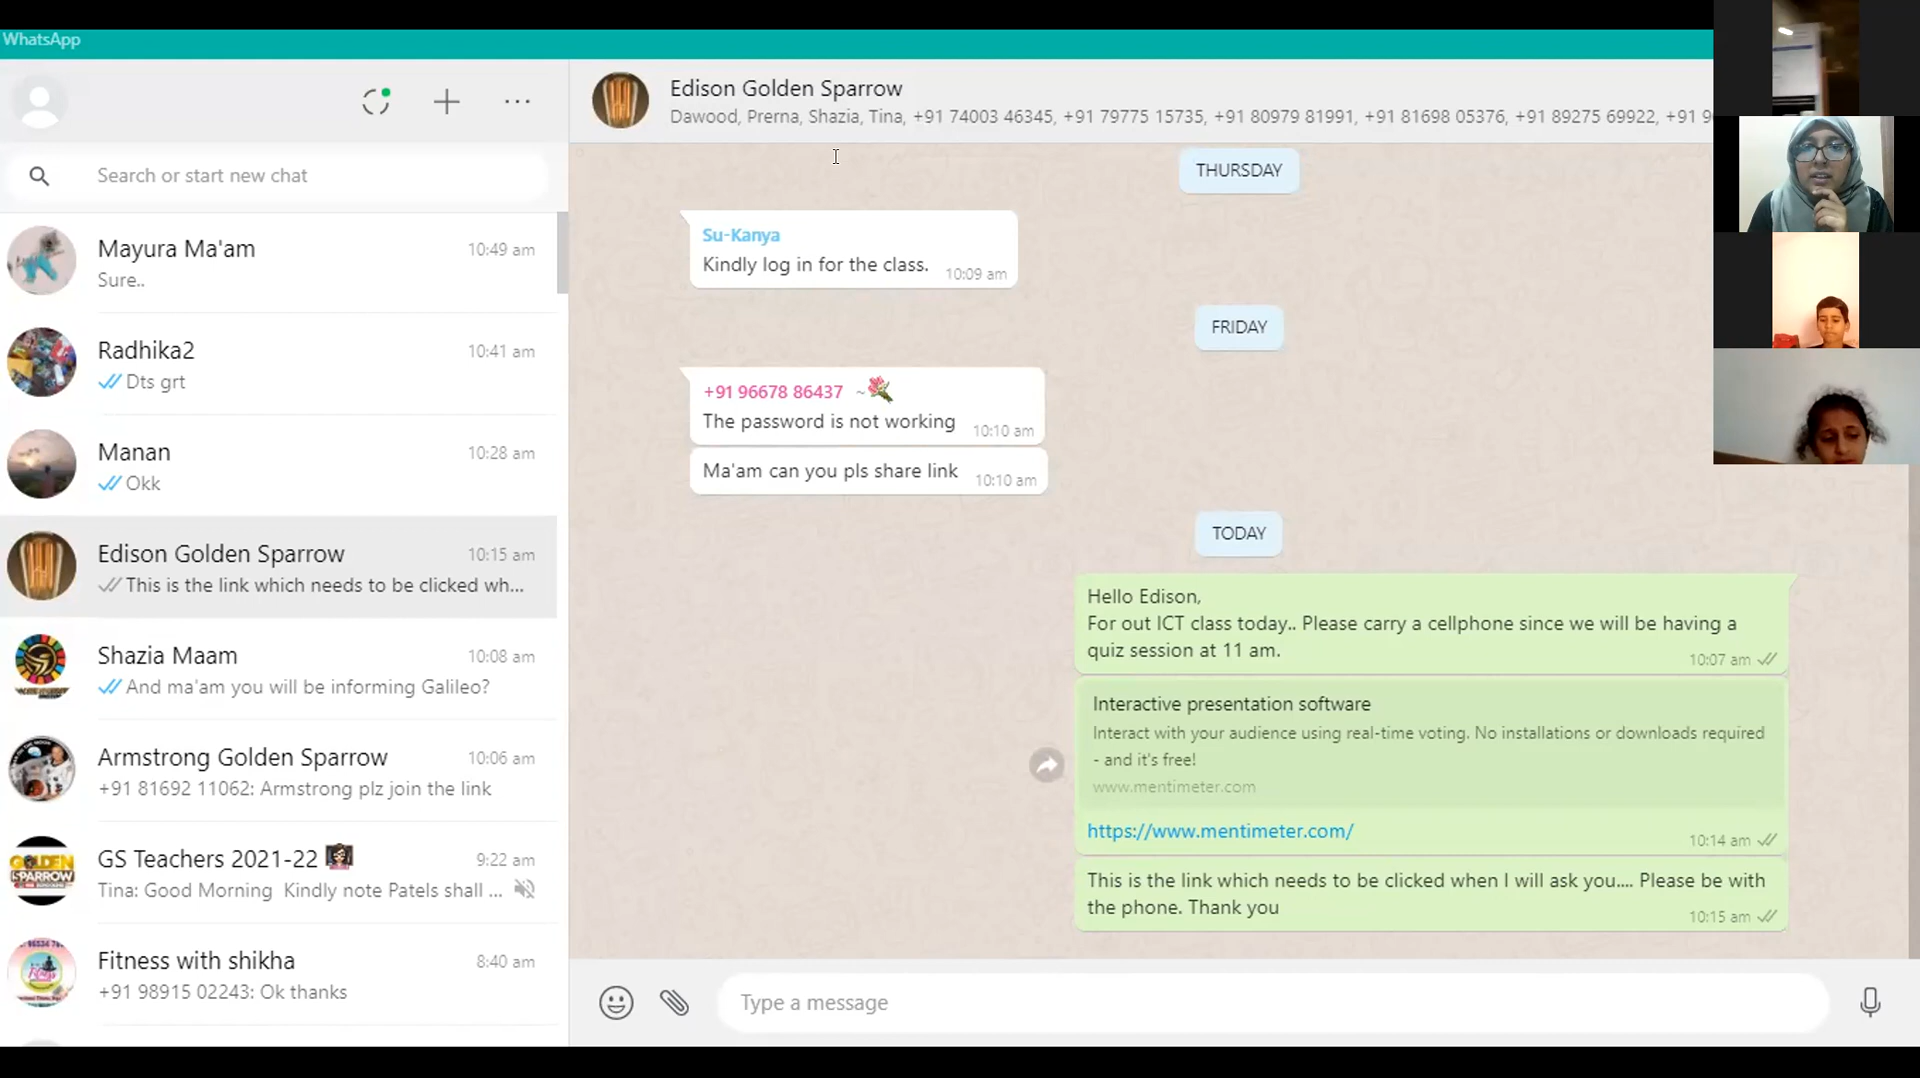 WhatsApp
Search or start new chat
Mayura Ma'am 10:49 am
Sure..
Radhika2 10:41 am
Dts grt
Manan 10:28 am
Okk
Edison Golden Sparrow 10:15 am
This is the link which needs to be clicked wh...
Shazia Maam 10:08 am
And ma'am you will be informing Galileo?
Armstrong Golden Sparrow 10:06 am
+91 81692 11062: Armstrong plz join the link
GS Teachers 2021-22 9:22 am
Tina: Good Morning Kindly note Patels shall ...
Fitness with shikha 8:40 am
+91 98915 02243: Ok thanks
Edison Golden Sparrow
Dawood, Prerna, Shazia, Tina, +91 74003 46345, +91 79775 15735, +91 80979 81991, +91 81698 05376, +91 89275 69922, +91 9
THURSDAY
Su-Kanya
Kindly log in for the class. 10:09 am
FRIDAY
+91 96678 86437 ~
The password is not working 10:10 am
Ma'am can you pls share link 10:10 am
TODAY
Hello Edison,
For out ICT class today.. Please carry a cellphone since we will be having a
quiz session at 11 am. 10:07 am
Interactive presentation software
Interact with your audience using real-time voting. No installations or downloads required
- and it's free!
www.mentimeter.com
https://www.mentimeter.com/ 10:14 am
This is the link which needs to be clicked when I will ask you.... Please be with
the phone. Thank you 10:15 am
Type a message